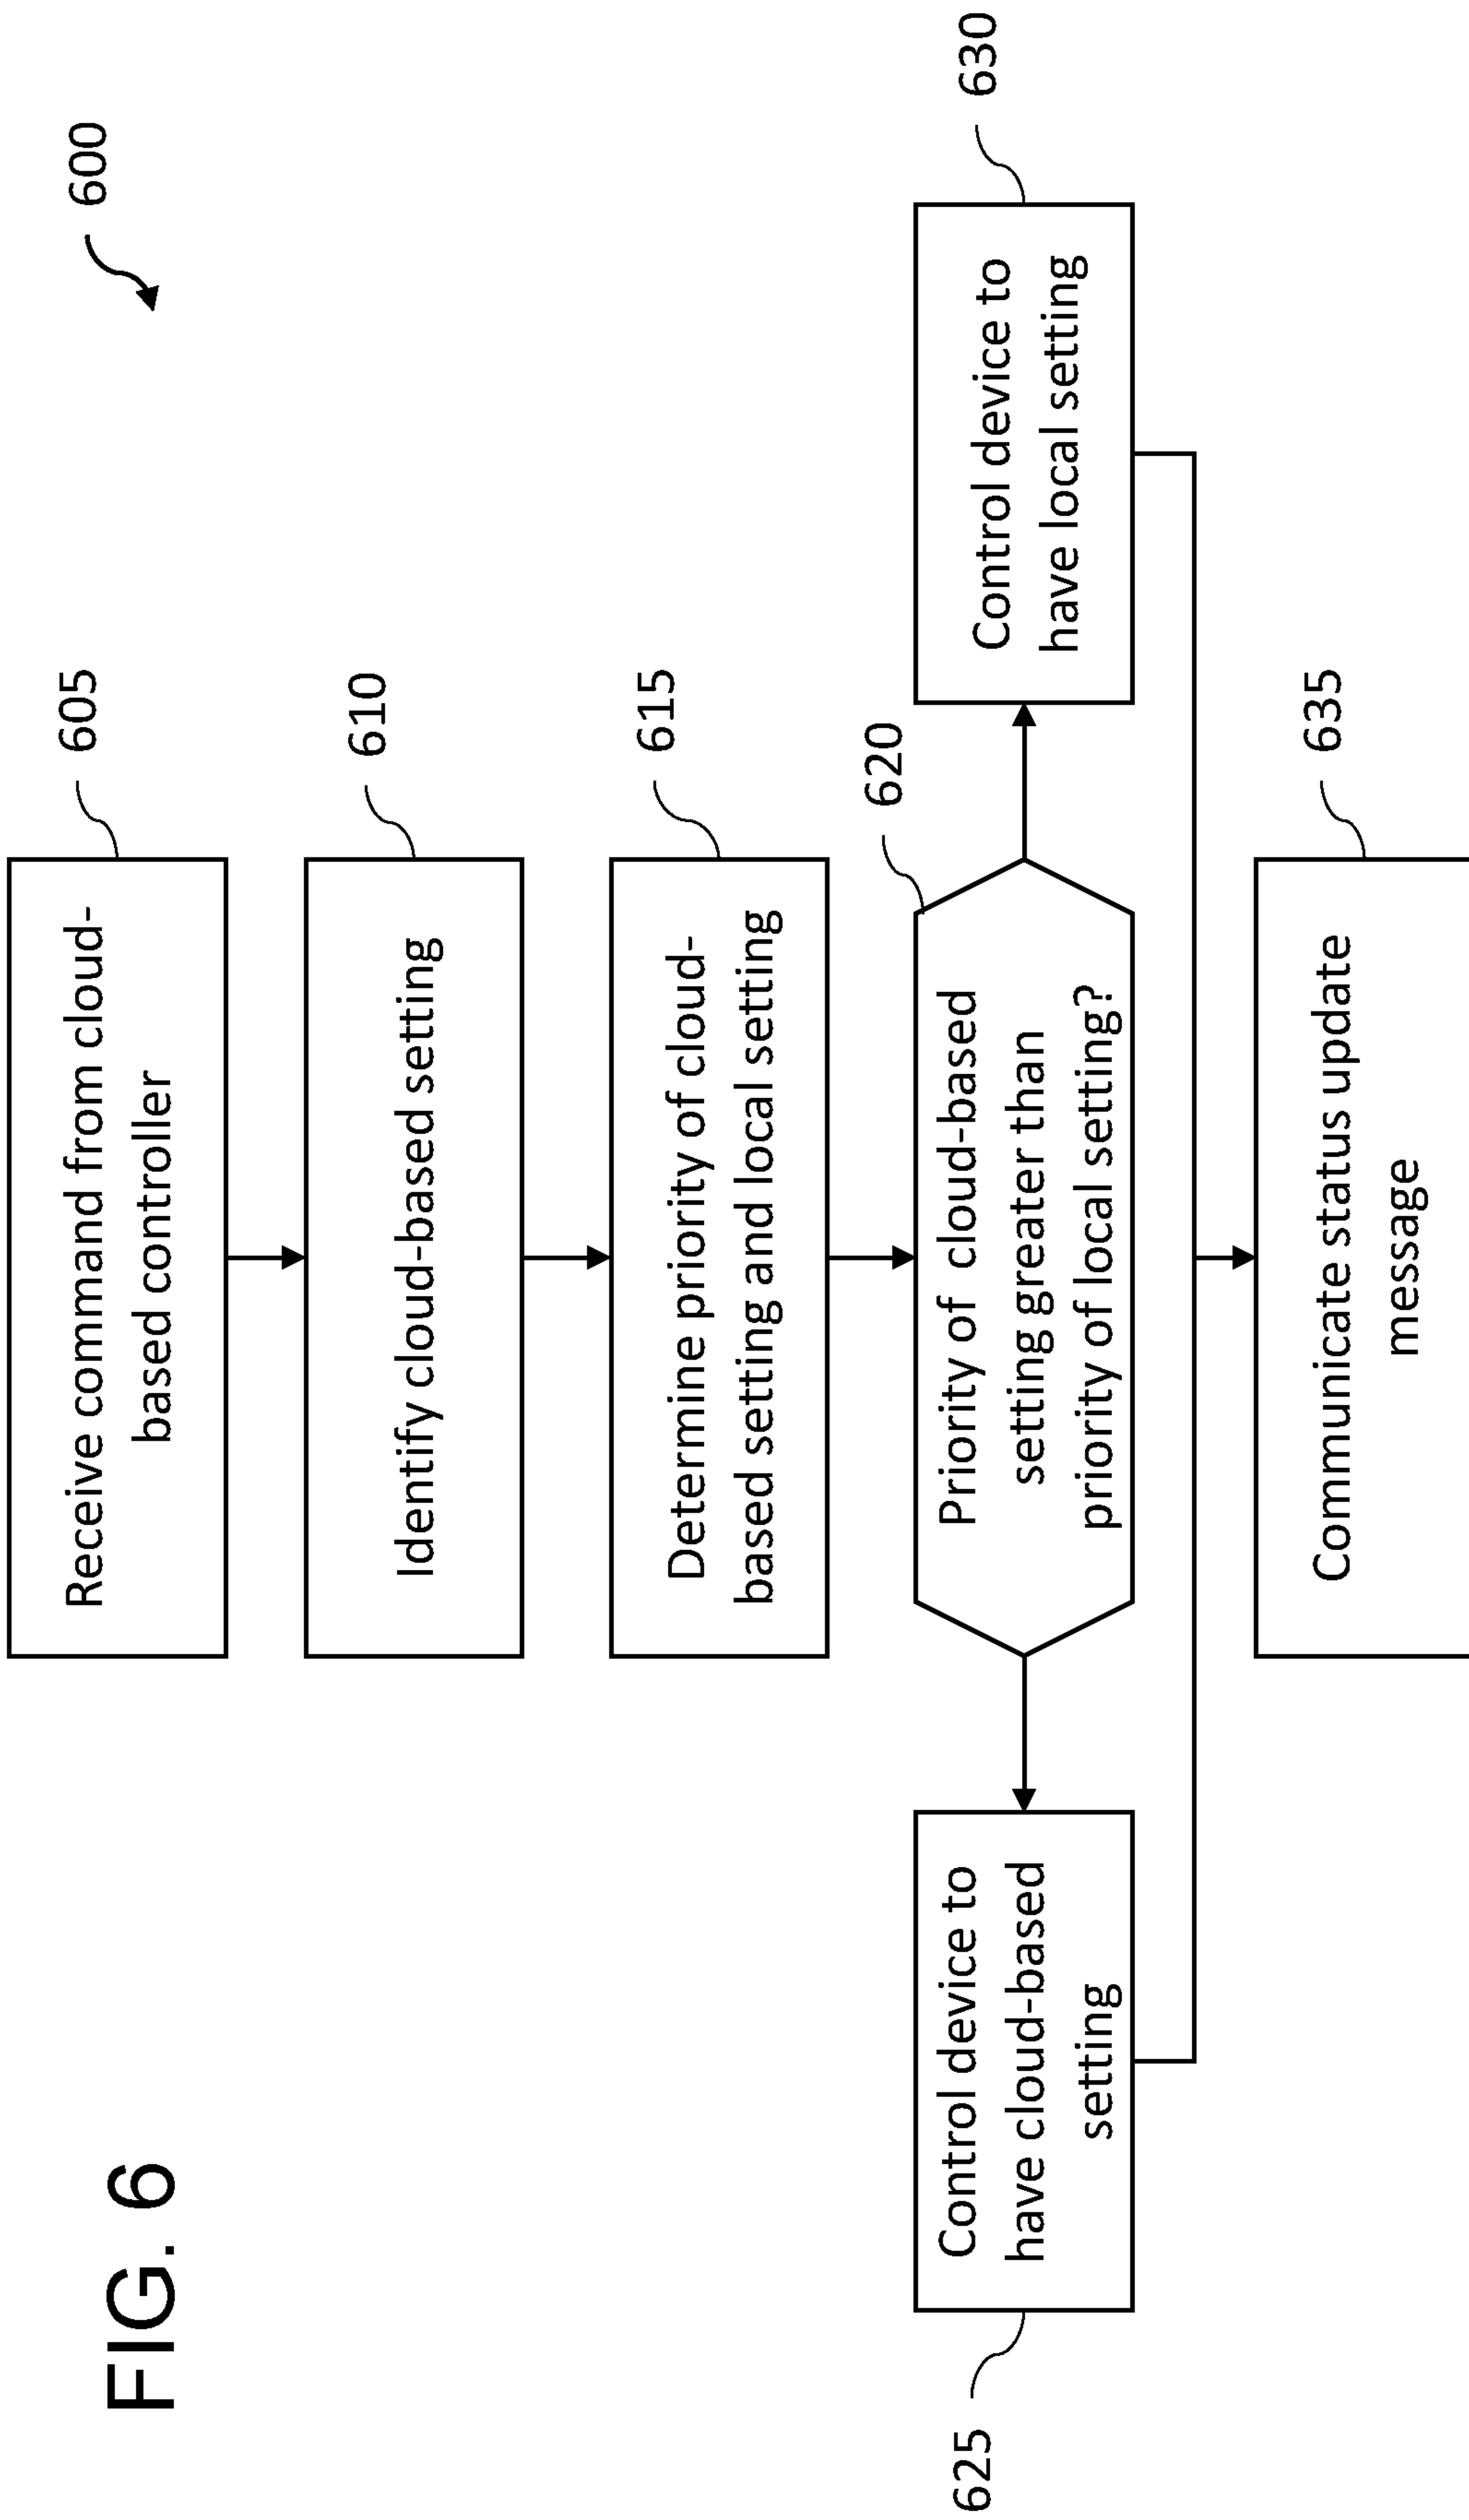 FIG. 6
600
605
Receive command from cloud-
based controller
610
Identify cloud-based setting
615
Determine priority of cloud-
based setting and local setting
620
Priority of cloud-based
setting greater than
priority of local setting?
625
Control device to
have cloud-based
setting
630
Control device to
have local setting
635
Communicate status update
message